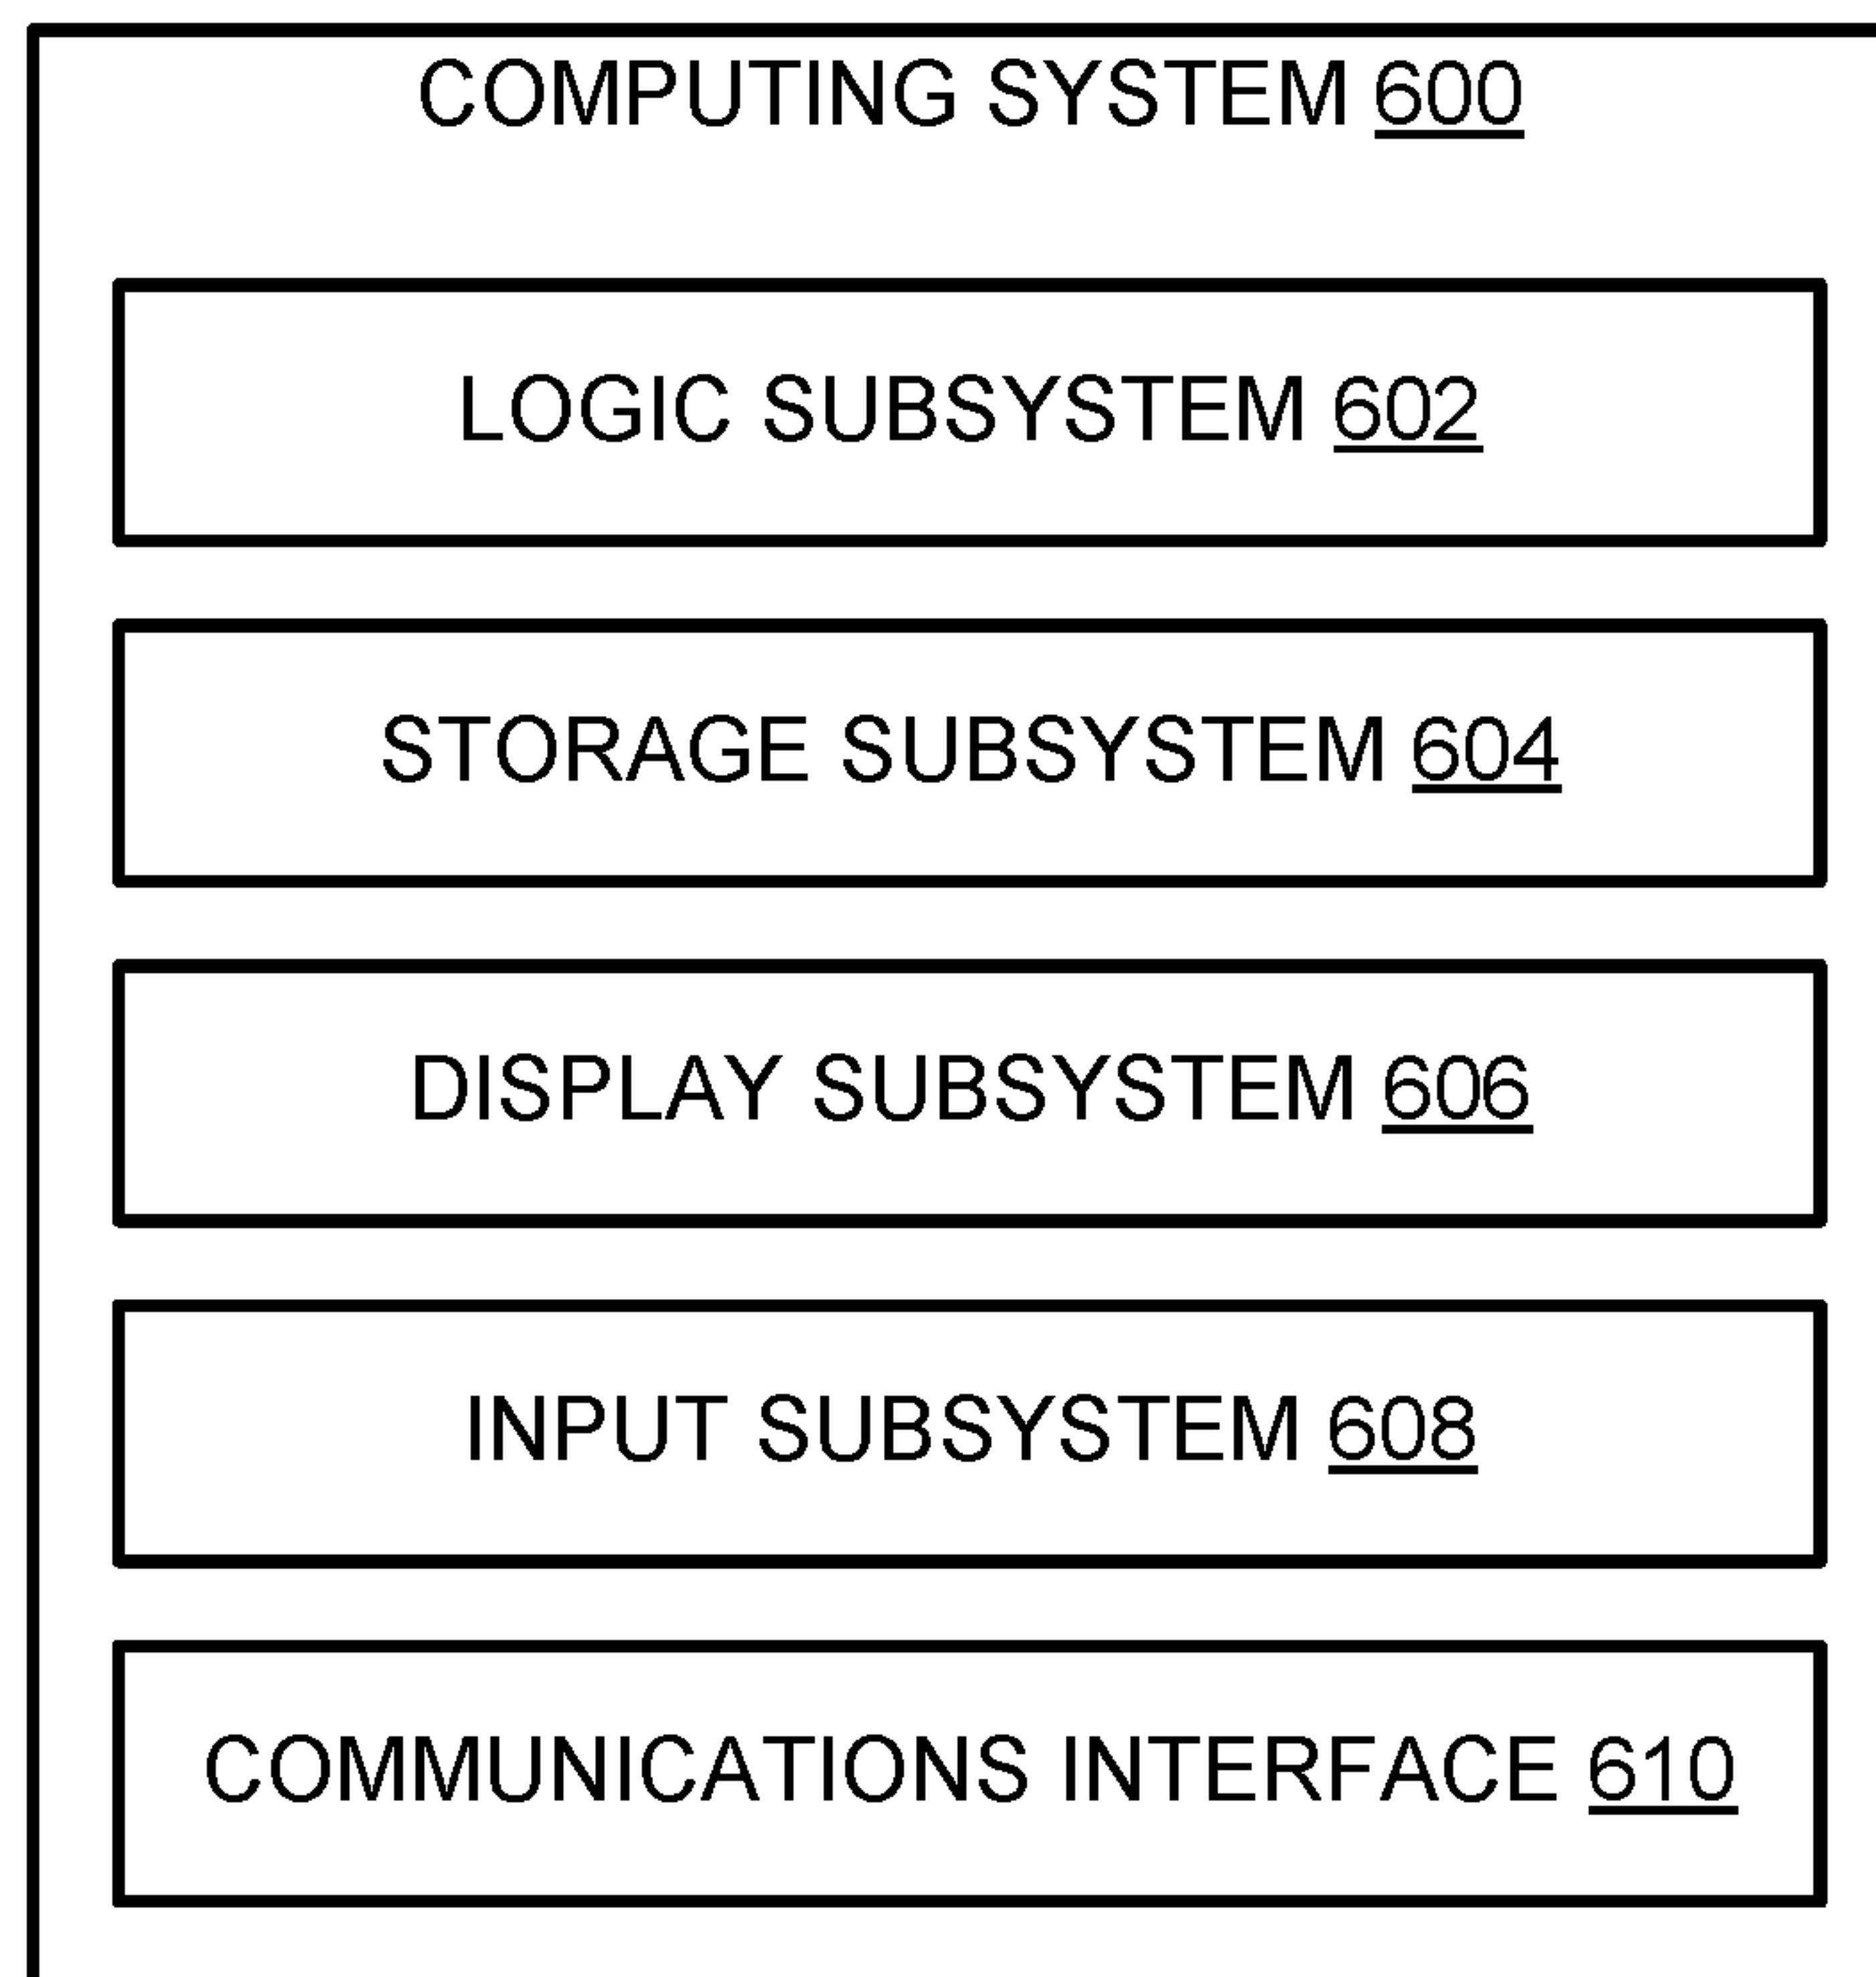 COMPUTING SYSTEM 600
LOGIC SUBSYSTEM 602
STORAGE SUBSYSTEM 604
DISPLAY SUBSYSTEM 606
INPUT SUBSYSTEM 608
COMMUNICATIONS INTERFACE 610